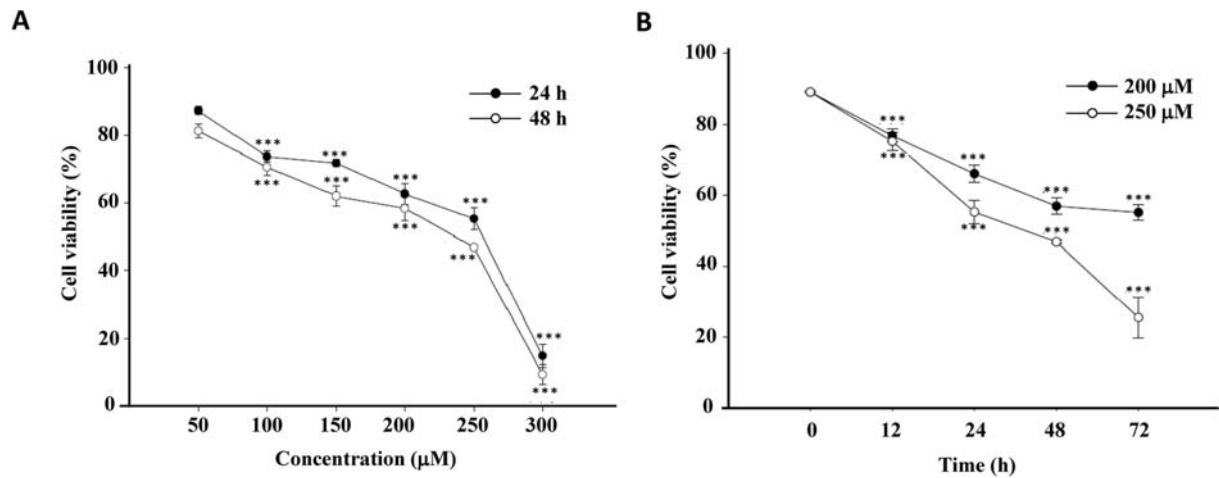 A
Cell viability (%)
100
80
60
40
20
0
50 100 150 200 250 300
Concentration (μM)
24 h
48 h
*** *** *** *** ***
*** *** *** *** ***
B
Cell viability (%)
100
80
60
40
20
0
0 12 24 48 72
Time (h)
200 μM
250 μM
*** *** *** ***
*** *** *** ***